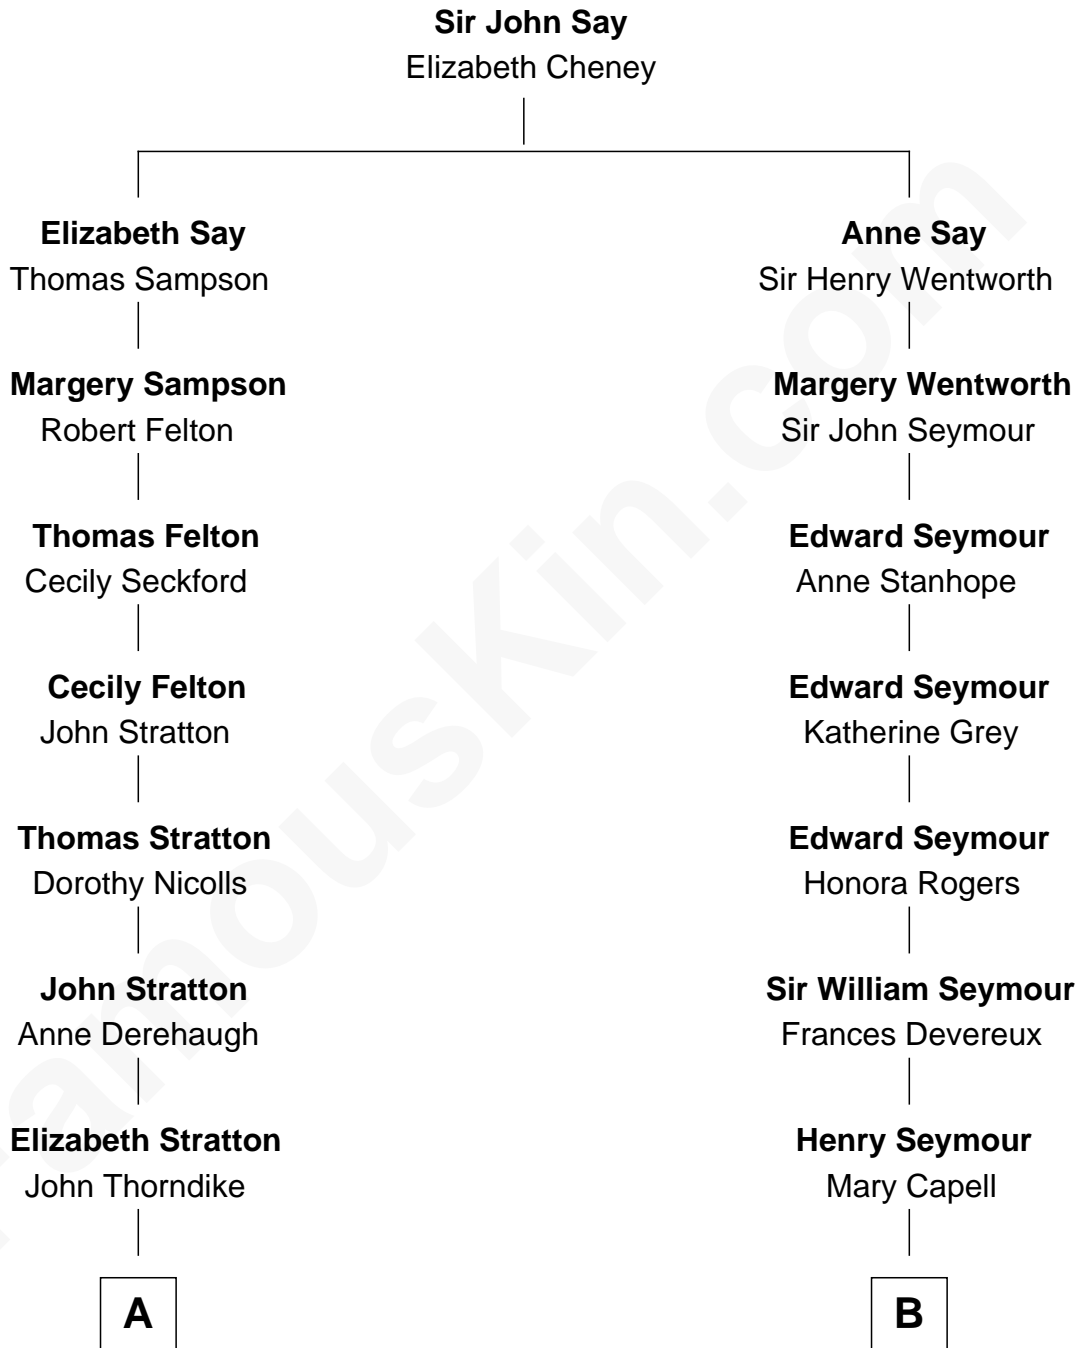 Sir John Say
Elizabeth Cheney
Elizabeth Say
Thomas Sampson
Anne Say
Sir Henry Wentworth
Margery Sampson
Robert Felton
Margery Wentworth
Sir John Seymour
Thomas Felton
Cecily Seckford
Edward Seymour
Anne Stanhope
Cecily Felton
John Stratton
Edward Seymour
Katherine Grey
Thomas Stratton
Dorothy Nicolls
Edward Seymour
Honora Rogers
John Stratton
Anne Derehaugh
Sir William Seymour
Frances Devereux
Elizabeth Stratton
John Thorndike
Henry Seymour
Mary Capell
A
B
FamousKin.com